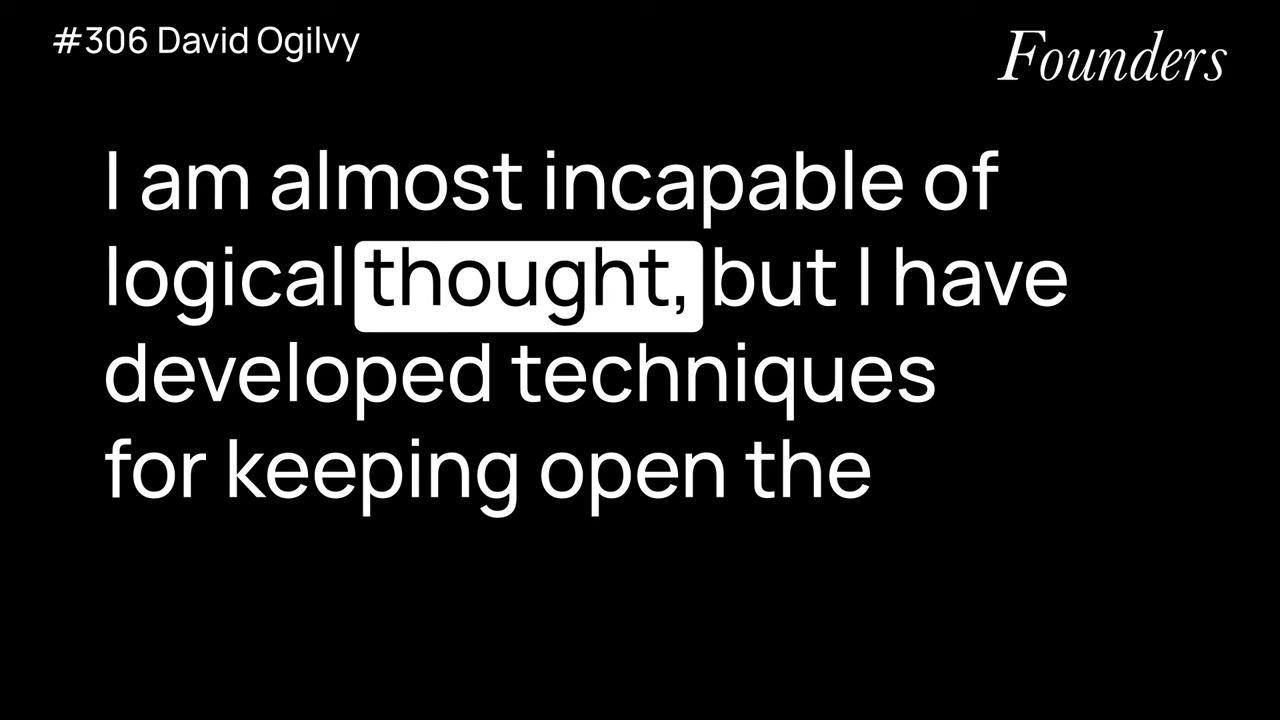 #306 David Ogilvy
Founders
I am almost incapable of
logical thought, but I have
developed techniques
for keeping open the